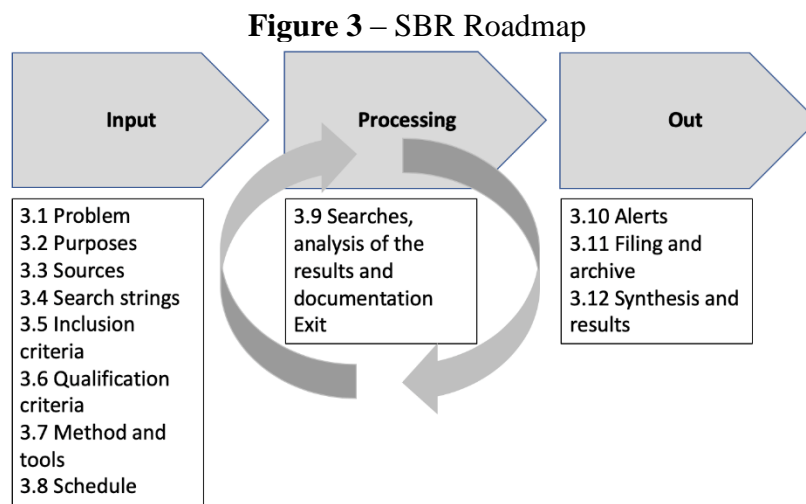 Figure 3 – SBR Roadmap
Input
Processing
Out
3.1 Problem
3.2 Purposes
3.3 Sources
3.4 Search strings
3.5 Inclusion
criteria
3.6 Qualification
criteria
3.7 Method and
tools
3.8 Schedule
3.9 Searches,
analysis of the
results and
documentation
Exit
3.10 Alerts
3.11 Filing and
archive
3.12 Synthesis and
results